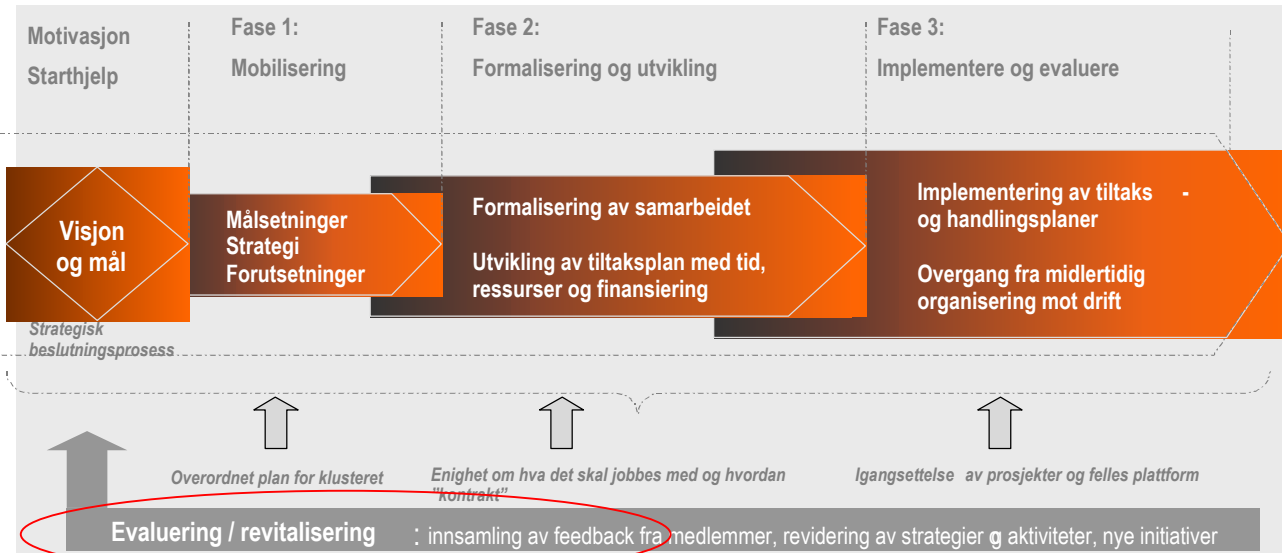 Motivasjon
Starthjelp
Fase 1:
Mobilisering
Fase 2:
Formalisering og utvikling
Fase 3:
Implementere og evaluere
Visjon
og mål
Målsetninger
Strategi
Forutsetninger
Formalisering av samarbeidet
Utvikling av tiltaksplan med tid,
ressurser og finansiering
Implementering av tiltaks -
og handlingsplaner
Overgang fra midlertidig
organisering mot drift
Strategisk
beslutningsprosess
Overordnet plan for klusteret
Enighet om hva det skal jobbes med og hvordan
"kontrakt"
Igangsettelse av prosjekter og felles plattform
Evaluering / revitalisering : innsamling av feedback fra medlemmer, revidering av strategier og aktiviteter, nye initiativer